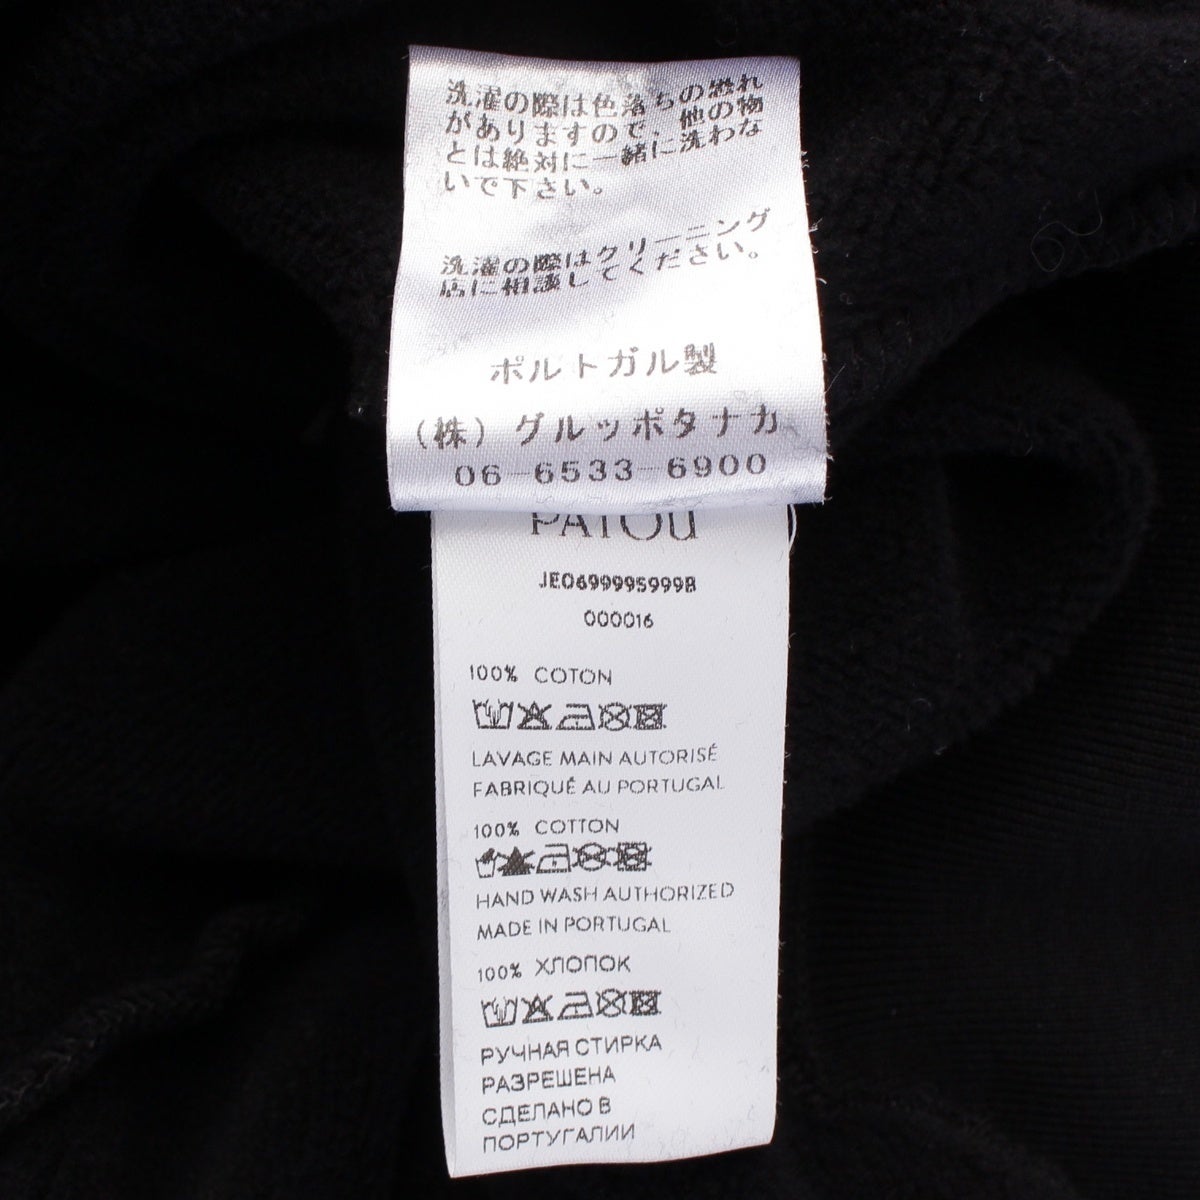 洗濯の際は色落ちの恐れ
がありますので、他の物
とは絶対に一緒に洗わな
いで下さい。
洗濯の際はクリーニング
店に相談してください。
ポルトガル製
(株)グルッポタナカ
06-6533-6900
PATOU
JE0699995999B
000016
100% COTON
LAVAGE MAIN AUTORISÉ
FABRIQUÉ AU PORTUGAL
100% COTTON
HAND WASH AUTHORIZED
MADE IN PORTUGAL
100% ХЛОПОК
РУЧНАЯ СТИРКА
РАЗРЕШЕНА
СДЕЛАНО В
ПОРТУГАЛИИ